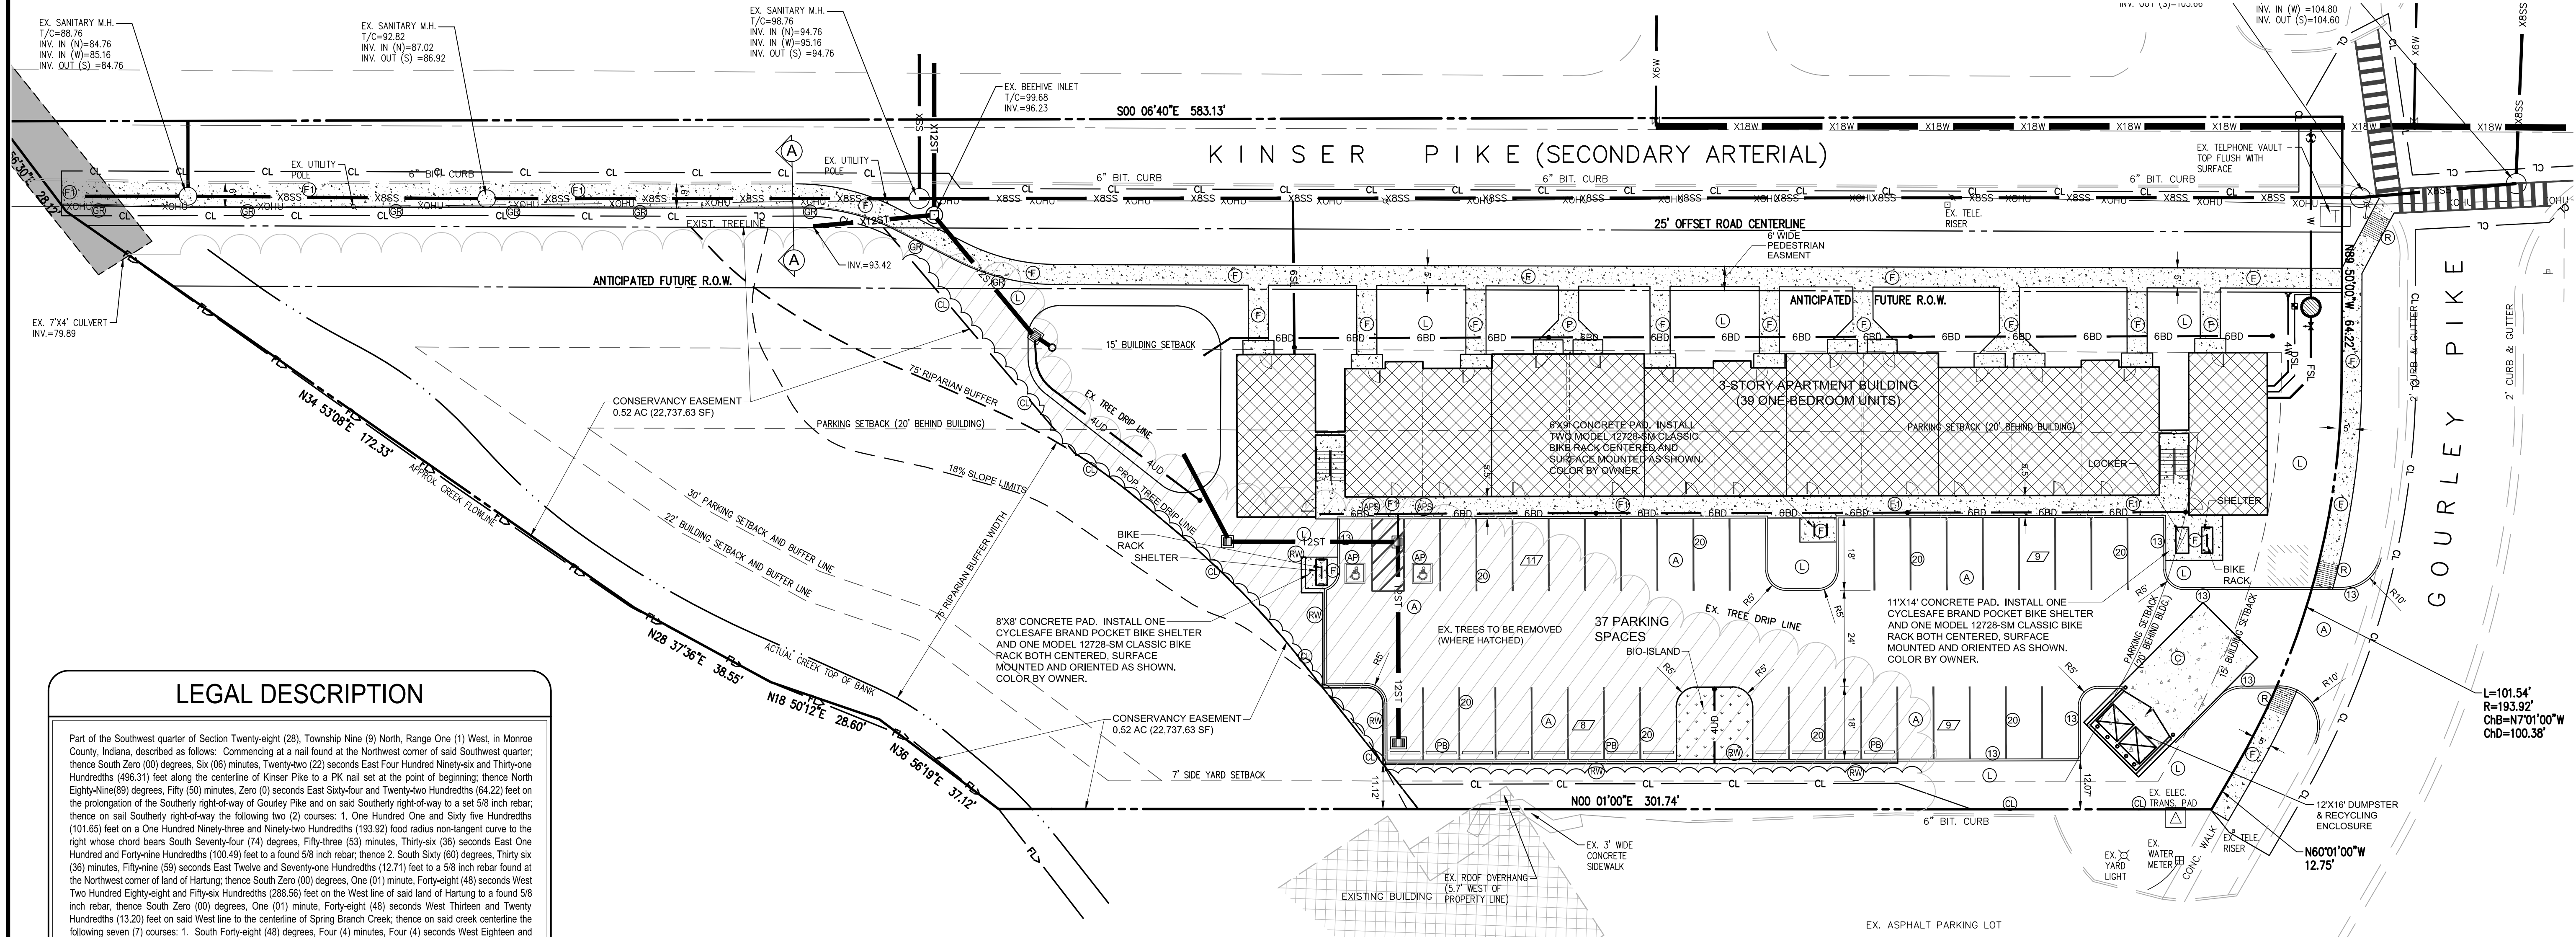 EX. SANITARY M.H.
T/C=88.76
INV. IN (N)=84.76
INV. IN (W)=85.16
INV. OUT (S) =84.76
EX. SANITARY M.H.
T/C=92.82
INV. IN (N)=87.02
INV. OUT (S) =86.92
EX. SANITARY M.H.
T/C=98.76
INV. IN (N)=94.76
INV. IN (W)=95.16
INV. OUT (S) =94.76
EX. BEEHIVE INLET
T/C=99.68
INV.=96.23
INV. IN (W) =104.80
INV. OUT (S)=104.60
S00 06'40"E 583.13'
KINSER PIKE (SECONDARY ARTERIAL)
EX. TELPHONE VAULT
TOP FLUSH WITH
SURFACE
EX. UTILITY
POLE
6" BIT. CURB
EX. UTILITY
POLE
6" BIT. CURB
6" BIT. CURB
6" BIT. CURB
EX. TELE.
RISER
25' OFFSET ROAD CENTERLINE
6' WIDE
PEDESTRIAN
EASMENT
EXIST. TREELINE
INV.=93.42
28.12'
N89 50'00"W 64.22'
ANTICIPATED FUTURE R.O.W.
ANTICIPATED FUTURE R.O.W.
EX. 7'X4' CULVERT
INV.=79.89
15' BUILDING SETBACK
75' RIPARIAN BUFFER
EX. TREE DRIP LINE
CONSERVANCY EASEMENT
0.52 AC (22,737.63 SF)
PARKING SETBACK (20' BEHIND BUILDING)
3-STORY APARTMENT BUILDING
(39 ONE-BEDROOM UNITS)
6'X9' CONCRETE PAD. INSTALL
TWO MODEL 12728-SM CLASSIC
BIKE RACK CENTERED AND
SURFACE MOUNTED AS SHOWN.
COLOR BY OWNER.
PARKING SETBACK (20' BEHIND BUILDING)
LOCKER
SHELTER
2' CURB & GUTTER
2' CURB & GUTTER
GOURLEY PIKE
N34 53'08"E 172.33'
APPROX. CREEK FLOWLINE
18% SLOPE LIMITS
PROP TREE DRIP LINE
30' PARKING SETBACK AND BUFFER LINE
22' BUILDING SETBACK AND BUFFER LINE
75' RIPARIAN BUFFER WIDTH
BIKE
RACK
SHELTER
BIKE
RACK
8'X8' CONCRETE PAD. INSTALL ONE
CYCLESAFE BRAND POCKET BIKE SHELTER
AND ONE MODEL 12728-SM CLASSIC BIKE
RACK BOTH CENTERED, SURFACE
MOUNTED AND ORIENTED AS SHOWN.
COLOR BY OWNER.
EX. TREES TO BE REMOVED
(WHERE HATCHED)
37 PARKING
SPACES
EX. TREE DRIP LINE
BIO-ISLAND
11'X14' CONCRETE PAD. INSTALL ONE
CYCLESAFE BRAND POCKET BIKE SHELTER
AND ONE MODEL 12728-SM CLASSIC BIKE
RACK BOTH CENTERED, SURFACE
MOUNTED AND ORIENTED AS SHOWN.
COLOR BY OWNER.
PARKING SETBACK
(20' BEHIND BLDG.)
15' BUILDING SETBACK
L=101.54'
R=193.92'
ChB=N7°01'00"W
ChD=100.38'
N28 37'36"E 38.55'
ACTUAL CREEK TOP OF BANK
N18 50'12"E 28.60'
N36 56'19"E 37.12'
CONSERVANCY EASEMENT
0.52 AC (22,737.63 SF)
7' SIDE YARD SETBACK
11.12'
12.07'
N00 01'00"E 301.74'
6" BIT. CURB
EX. ELEC.
TRANS. PAD
12'X16' DUMPSTER
& RECYCLING
ENCLOSURE
N60°01'00"W
12.75'
EX. 3' WIDE
CONCRETE
SIDEWALK
EX. ROOF OVERHANG
(5.7' WEST OF
PROPERTY LINE)
EXISTING BUILDING
EX. ASPHALT PARKING LOT
EX.
YARD
LIGHT
EX.
WATER
METER
CONC. WALK
EX. TELE.
RISER
LEGAL DESCRIPTION
Part of the Southwest quarter of Section Twenty-eight (28), Township Nine (9) North, Range One (1) West, in Monroe
County, Indiana, described as follows: Commencing at a nail found at the Northwest corner of said Southwest quarter;
thence South Zero (00) degrees, Six (06) minutes, Twenty-two (22) seconds East Four Hundred Ninety-six and Thirty-one
Hundredths (496.31) feet along the centerline of Kinser Pike to a PK nail set at the point of beginning; thence North
Eighty-Nine(89) degrees, Fifty (50) minutes, Zero (0) seconds East Sixty-four and Twenty-two Hundredths (64.22) feet on
the prolongation of the Southerly right-of-way of Gourley Pike and on said Southerly right-of-way to a set 5/8 inch rebar;
thence on sail Southerly right-of-way the following two (2) courses: 1. One Hundred One and Sixty five Hundredths
(101.65) feet on a One Hundred Ninety-three and Ninety-two Hundredths (193.92) food radius non-tangent curve to the
right whose chord bears South Seventy-four (74) degrees, Fifty-three (53) minutes, Thirty-six (36) seconds East One
Hundred and Forty-nine Hundredths (100.49) feet to a found 5/8 inch rebar; thence 2. South Sixty (60) degrees, Thirty six
(36) minutes, Fifty-nine (59) seconds East Twelve and Seventy-one Hundredths (12.71) feet to a 5/8 inch rebar found at
the Northwest corner of land of Hartung; thence South Zero (00) degrees, One (01) minute, Forty-eight (48) seconds West
Two Hundred Eighty-eight and Fifty-six Hundredths (288.56) feet on the West line of said land of Hartung to a found 5/8
inch rebar, thence South Zero (00) degrees, One (01) minute, Forty-eight (48) seconds West Thirteen and Twenty
Hundredths (13.20) feet on said West line to the centerline of Spring Branch Creek; thence on said creek centerline the
following seven (7) courses: 1. South Forty-eight (48) degrees, Four (4) minutes, Four (4) seconds West Eighteen and